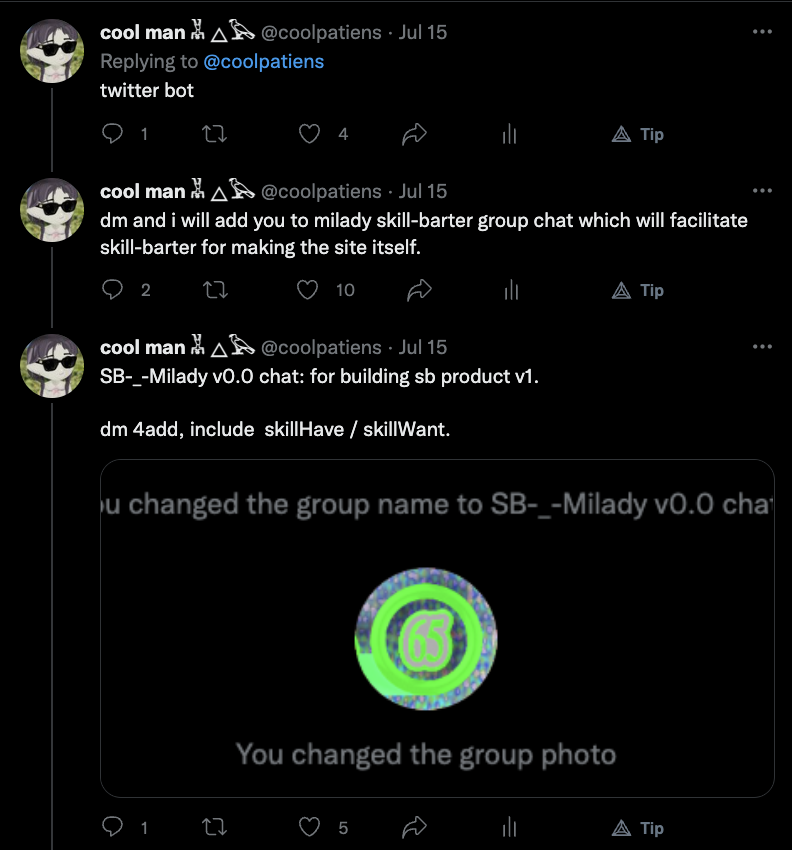 cool man 𓀬 △𓅃 @coolpatiens · Jul 15
Replying to @coolpatiens
twitter bot
1 4 Tip
cool man △𓅃 @coolpatiens · Jul 15
dm and i will add you to milady skill-barter group chat which will facilitate
skill-barter for making the site itself.
2 10 Tip
cool man △𓅃 @coolpatiens · Jul 15
SB-_-Milady v0.0 chat: for building sb product v1.
dm 4add, include skillHave / skillWant.
u changed the group name to SB-_-Milady v0.0 cha
65
You changed the group photo
1 5 Tip